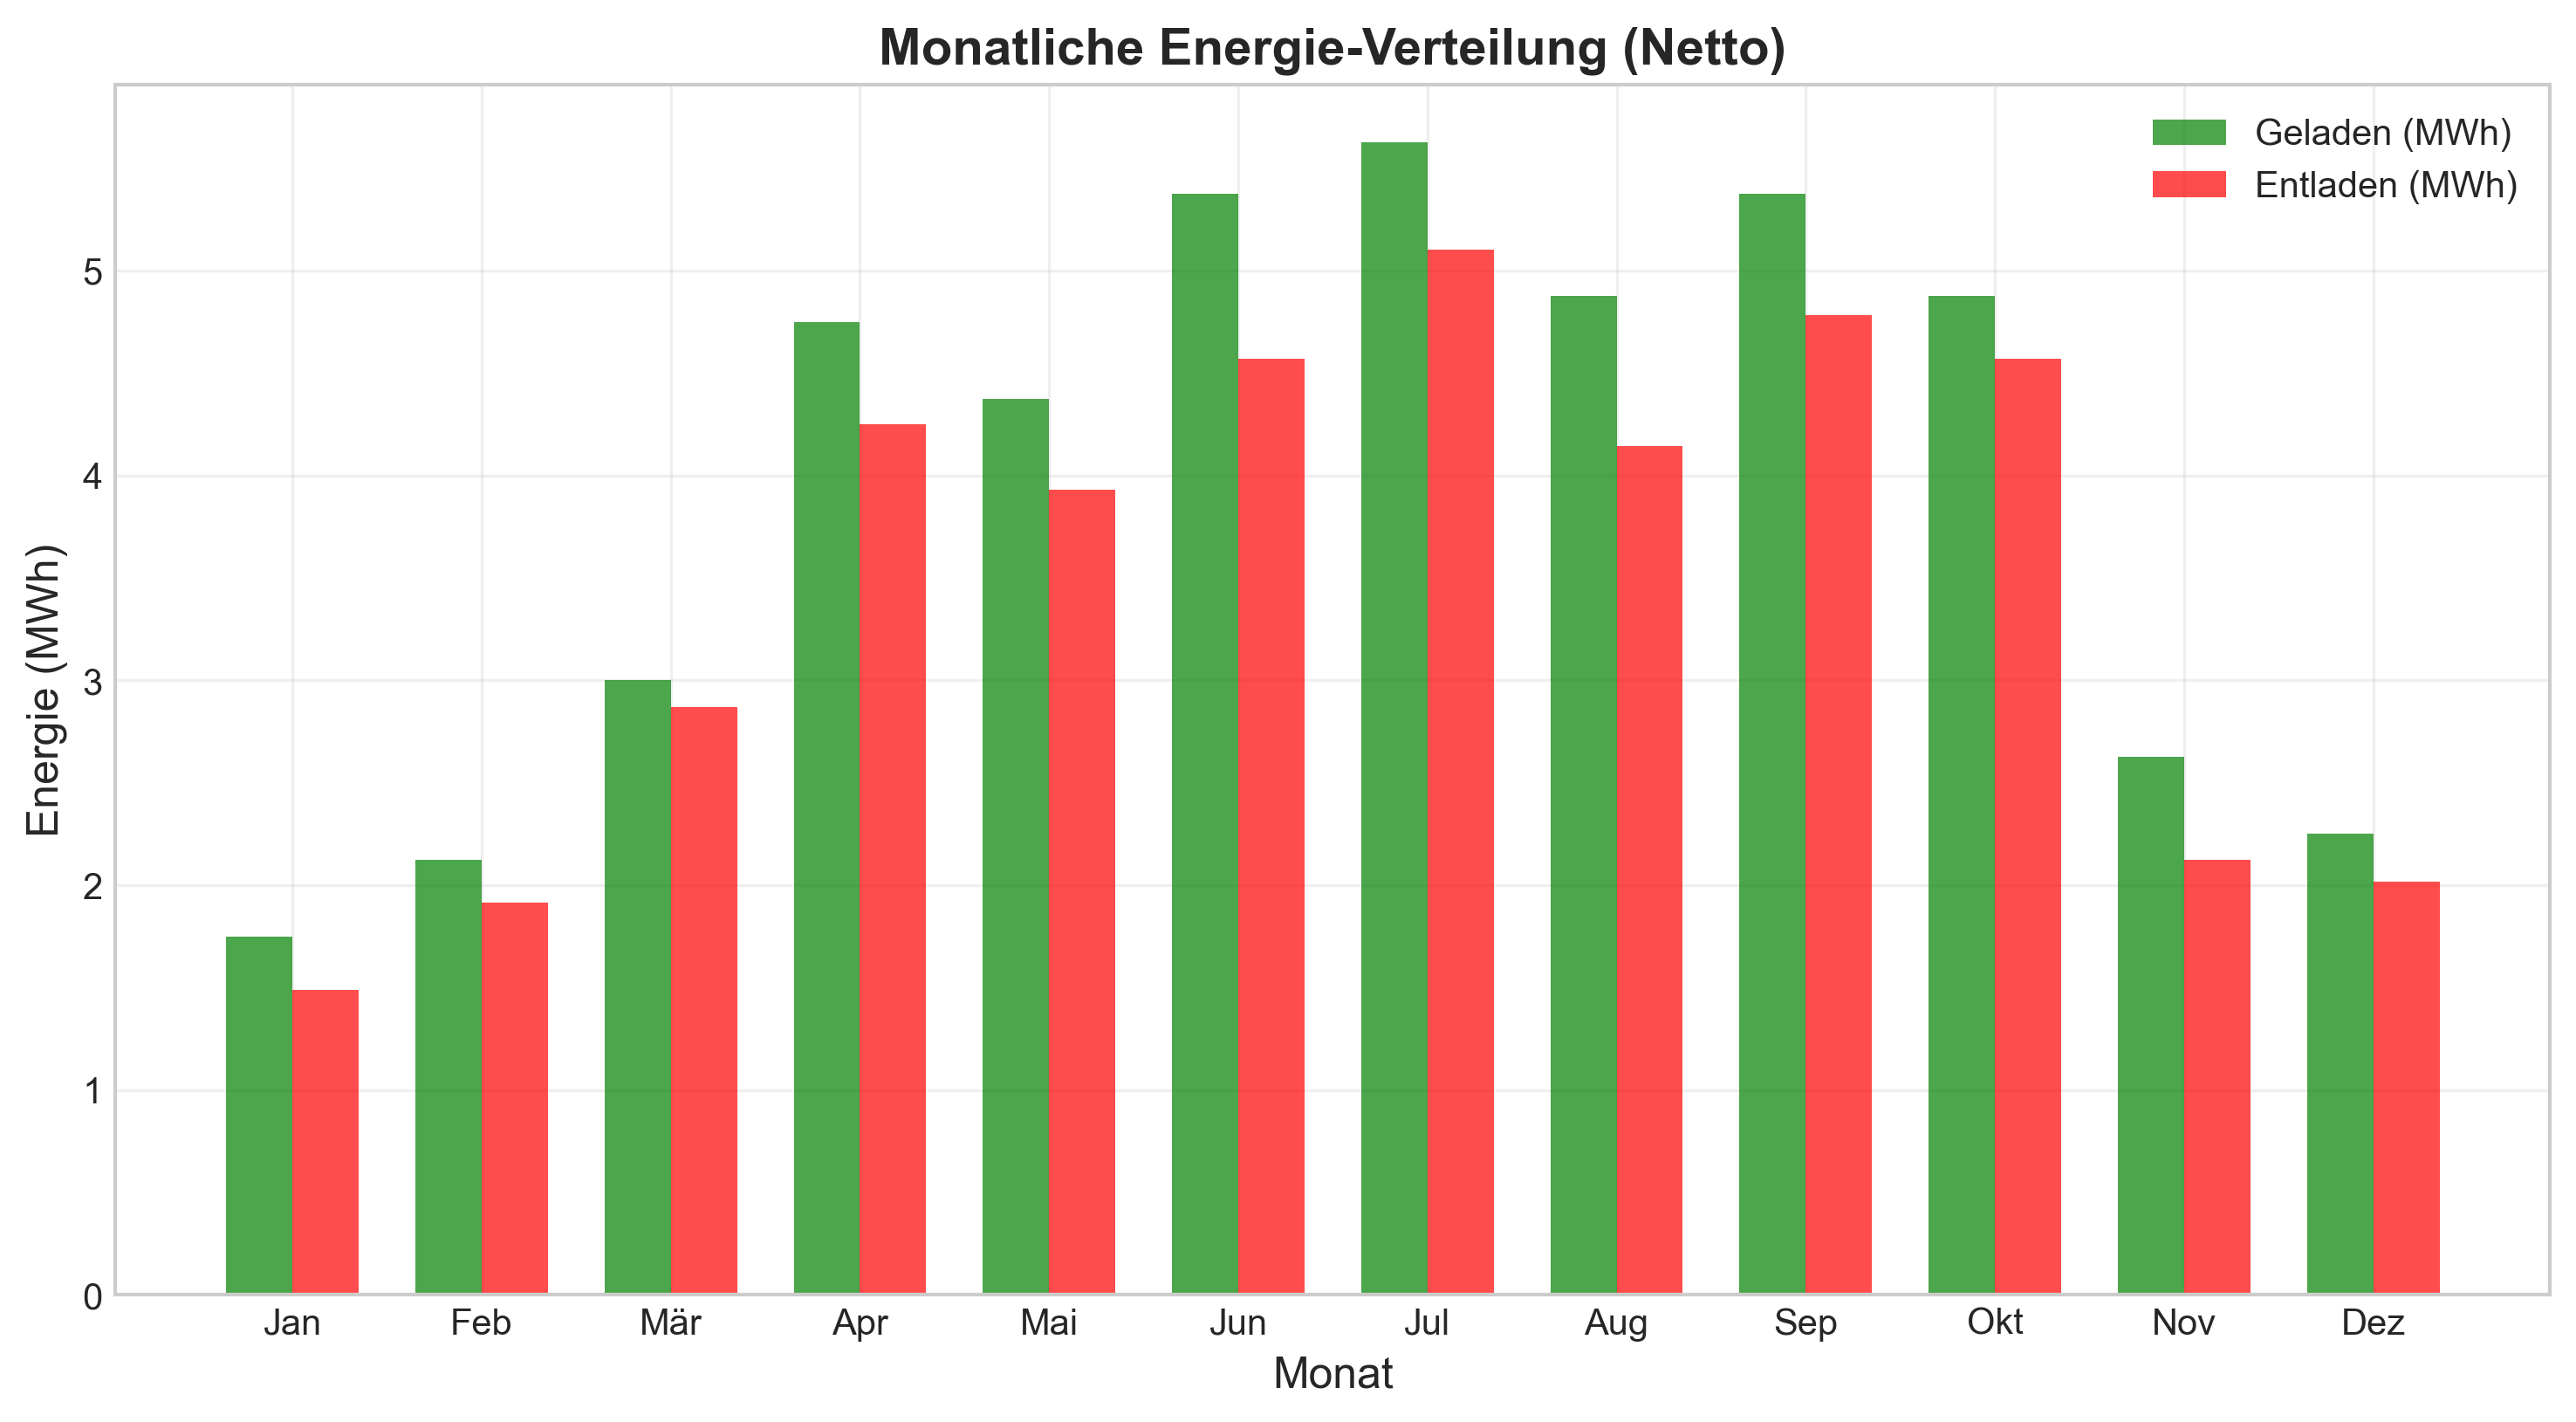 Monatliche Energie-Verteilung (Netto)
Geladen (MWh)
Entladen (MWh)
Energie (MWh)
5
4
3
2
1
0
Jan Feb Mär Apr Mai Jun Jul Aug Sep Okt Nov Dez
Monat